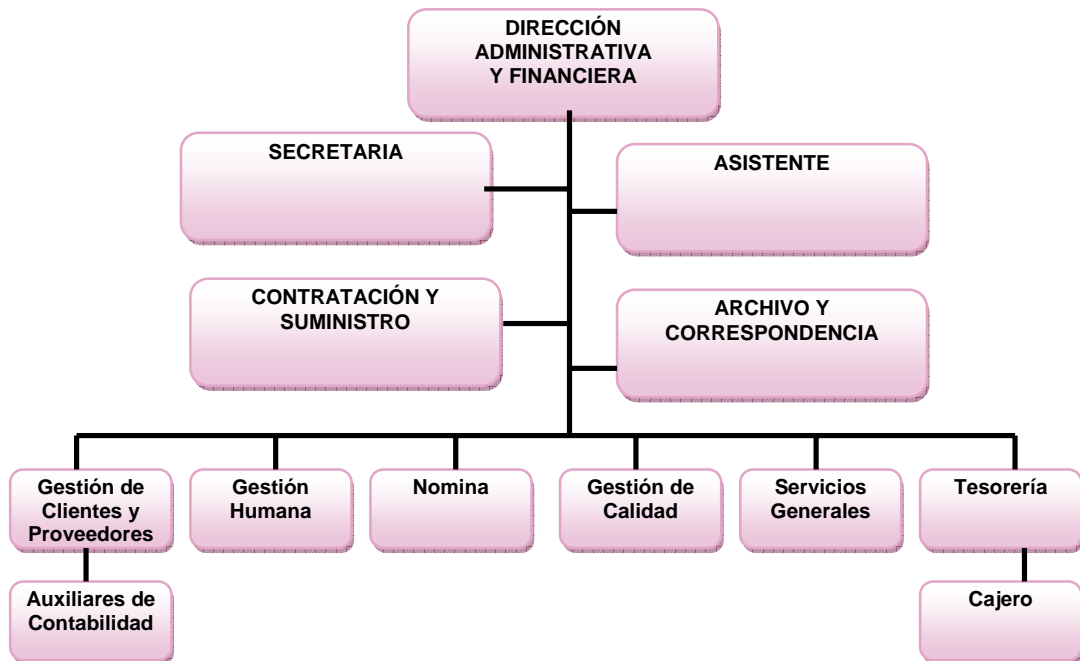 DIRECCIÓN
ADMINISTRATIVA
Y FINANCIERA
SECRETARIA
ASISTENTE
CONTRATACIÓN Y
SUMINISTRO
ARCHIVO Y
CORRESPONDENCIA
Gestión de
Clientes y
Proveedores
Gestión
Humana
Nomina
Gestión de
Calidad
Servicios
Generales
Tesorería
Auxiliares de
Contabilidad
Cajero